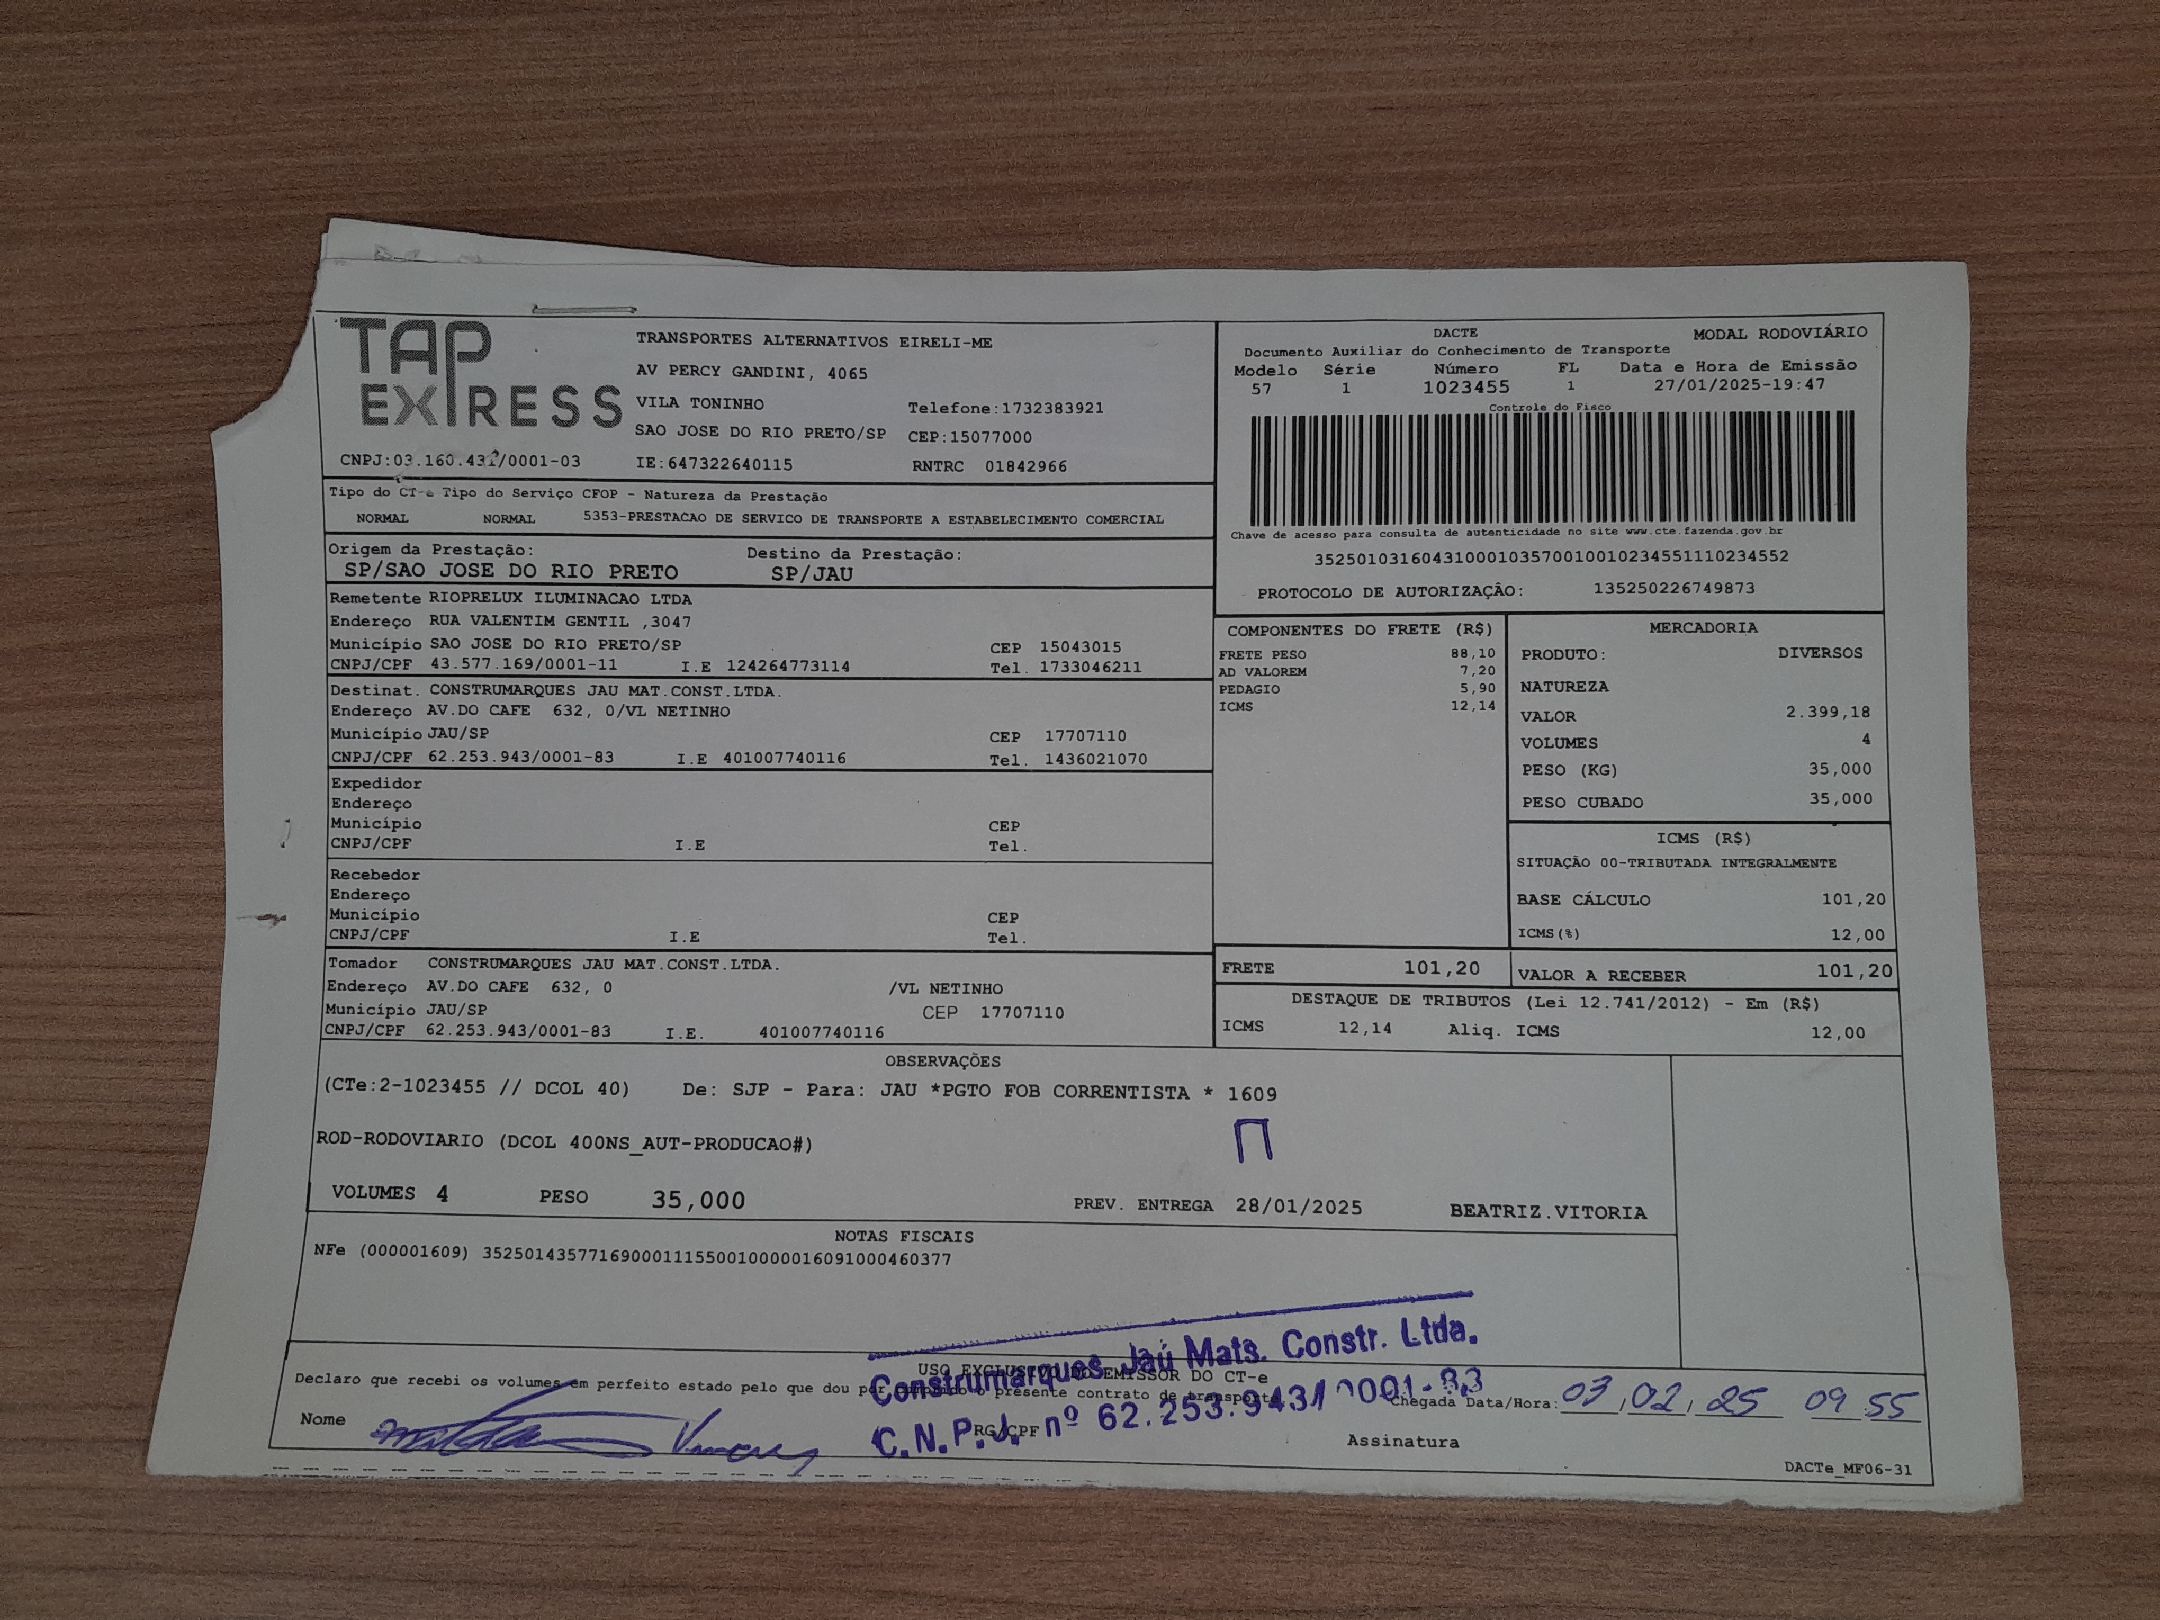 TAP EXPRESS
TRANSPORTES ALTERNATIVOS EIRELI-ME
AV PERCY GANDINI, 4065
VILA TONINHO Telefone:1732383921
SAO JOSE DO RIO PRETO/SP CEP:15077000
CNPJ:03.160.431/0001-03 IE:647322640115 RNTRC 01842966
DACTE MODAL RODOVIÁRIO
Documento Auxiliar do Conhecimento de Transporte
Modelo Série Número FL Data e Hora de Emissão
57 1 1023455 1 27/01/2025-19:47
Controle do Fisco
Chave de acesso para consulta de autenticidade no site www.cte.fazenda.gov.br
35250103160431000103570010010234551110234552
PROTOCOLO DE AUTORIZAÇÂO: 135250226749873
Tipo do CT-e Tipo do Serviço CFOP - Natureza da Prestação
NORMAL NORMAL 5353-PRESTACAO DE SERVICO DE TRANSPORTE A ESTABELECIMENTO COMERCIAL
Origem da Prestação: Destino da Prestação:
SP/SAO JOSE DO RIO PRETO SP/JAU
Remetente RIOPRELUX ILUMINACAO LTDA
Endereço RUA VALENTIM GENTIL ,3047
Município SAO JOSE DO RIO PRETO/SP CEP 15043015
CNPJ/CPF 43.577.169/0001-11 I.E 124264773114 Tel. 1733046211
Destinat. CONSTRUMARQUES JAU MAT.CONST.LTDA.
Endereço AV.DO CAFE 632, 0/VL NETINHO
Município JAU/SP CEP 17707110
CNPJ/CPF 62.253.943/0001-83 I.E 401007740116 Tel. 1436021070
Expedidor
Endereço
Município CEP
CNPJ/CPF I.E Tel.
Recebedor
Endereço
Município CEP
CNPJ/CPF I.E Tel.
Tomador CONSTRUMARQUES JAU MAT.CONST.LTDA.
Endereço AV.DO CAFE 632, 0 /VL NETINHO
Município JAU/SP CEP 17707110
CNPJ/CPF 62.253.943/0001-83 I.E. 401007740116
COMPONENTES DO FRETE (R$)
FRETE PESO 88,10
AD VALOREM 7,20
PEDAGIO 5,90
ICMS 12,14
MERCADORIA
PRODUTO: DIVERSOS
NATUREZA
VALOR 2.399,18
VOLUMES 4
PESO (KG) 35,000
PESO CUBADO 35,000
ICMS (R$)
SITUAÇÃO 00-TRIBUTADA INTEGRALMENTE
BASE CÁLCULO 101,20
ICMS(%) 12,00
FRETE 101,20 VALOR A RECEBER 101,20
DESTAQUE DE TRIBUTOS (Lei 12.741/2012) - Em (R$)
ICMS 12,14 Aliq. ICMS 12,00
OBSERVAÇÕES
(CTe:2-1023455 // DCOL 40) De: SJP - Para: JAU *PGTO FOB CORRENTISTA * 1609
ROD-RODOVIARIO (DCOL 400NS_AUT-PRODUCAO#)
VOLUMES 4 PESO 35,000 PREV. ENTREGA 28/01/2025 BEATRIZ.VITORIA
NOTAS FISCAIS
NFe (000001609) 35250143577169000111550010000016091000460377
Construmarques Jaú Mats. Constr. Ltda.
C.N.P.J. nº 62.253.943/0001-83
USO EXCLUSIVO DO EMISSOR DO CT-e
Declaro que recebi os volumes em perfeito estado pelo que dou por cumprido o presente contrato de transporte
Chegada Data/Hora: 03,02,25 09:55
Nome RG/CPF Assinatura
DACTe_MF06-31